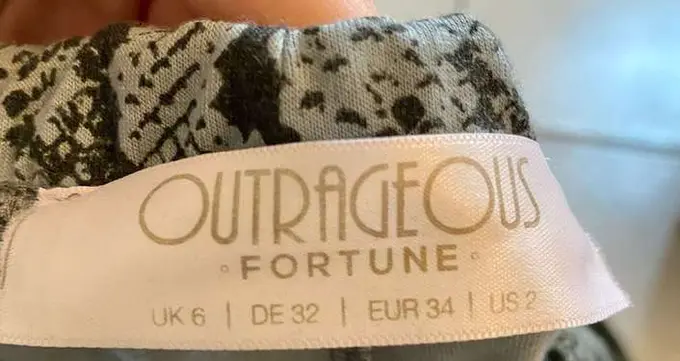 OUTRAGEOUS
• FORTUNE •
UK 6 | DE 32 | EUR 34 | US 2